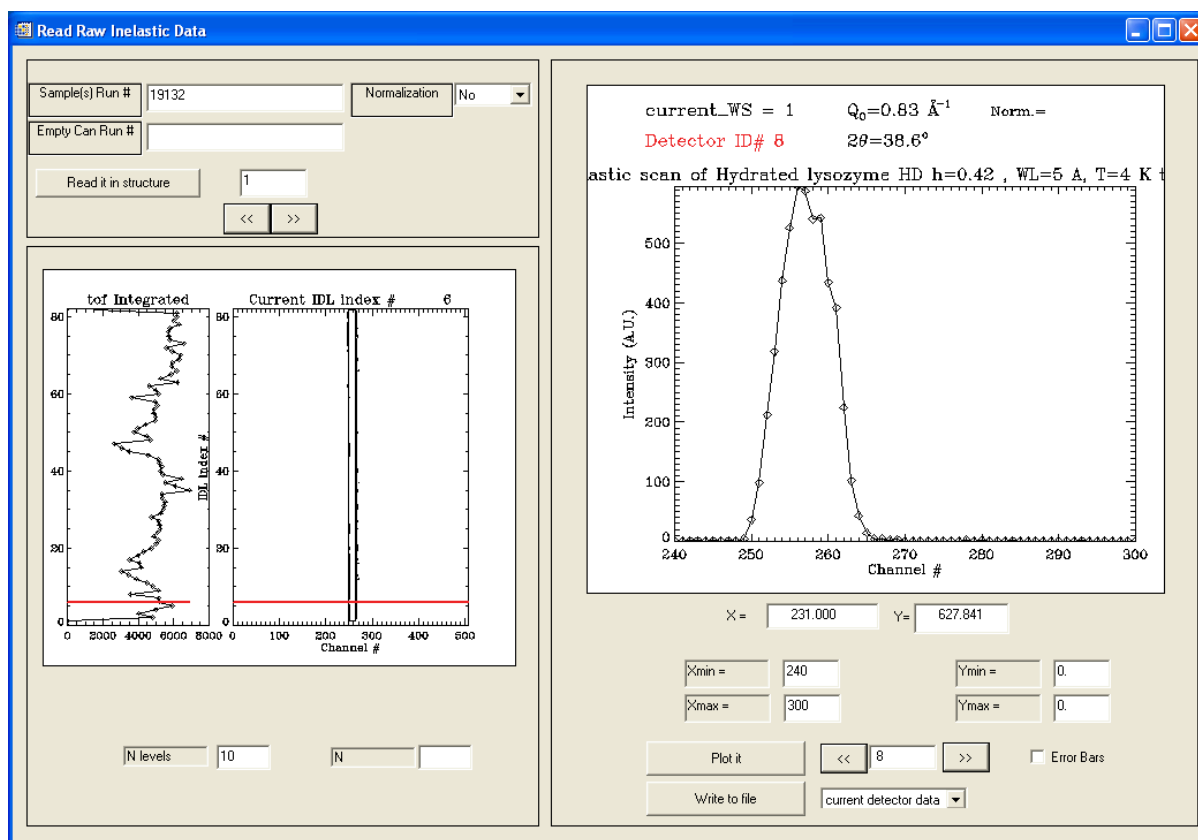 Read Raw Inelastic Data
Sample(s) Run # 19132 Normalization No
Empty Can Run #
Read it in structure 1
<< >>
tof Integrated Current IDL index # 6
80 80
60 60
IDL index #
40 40
20 20
0 0
0 2000 4000 6000 8000 0 100 200 300 400 500
Channel #
N levels 10 N
current_WS = 1 Q0=0.83 Å-1 Norm.=
Detector ID# 8 2θ=38.6°
astic scan of Hydrated lysozyme HD h=0.42 , WL=5 A, T=4 K t
500
400
Intensity (A.U.)
300
200
100
0
240 250 260 270 280 290 300
Channel #
X = 231.000 Y= 627.841
Xmin = 240 Ymin = 0.
Xmax = 300 Ymax = 0.
Plot it << 8 >> Error Bars
Write to file current detector data